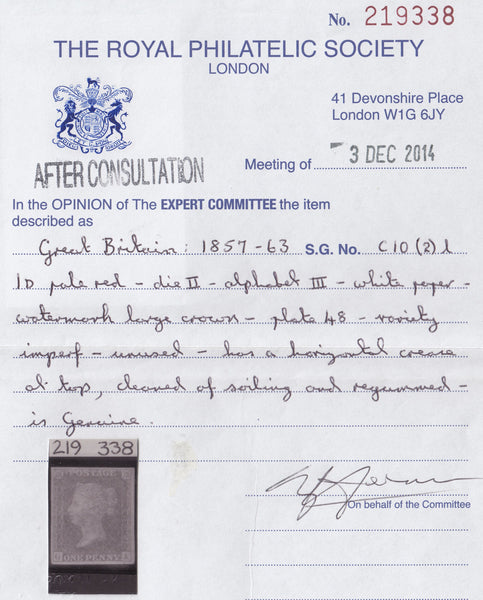 No. 219338
THE ROYAL PHILATELIC SOCIETY
LONDON
41 Devonshire Place
London W1G 6JY
AFTER CONSULTATION
Meeting of - 3 DEC 2014
In the OPINION of The EXPERT COMMITTEE the item
described as
Great Britain: 1857-63 S.G. No. C10(2)l
1D pale red - die II - alphabet III - white paper -
watermark large crown - plate 48 - variety
imperf - unused - has a horizontal crease
at top, cleaned of soiling and regummed -
is Genuine.
219 338
POSTAGE
ONE PENNY
On behalf of the Committee